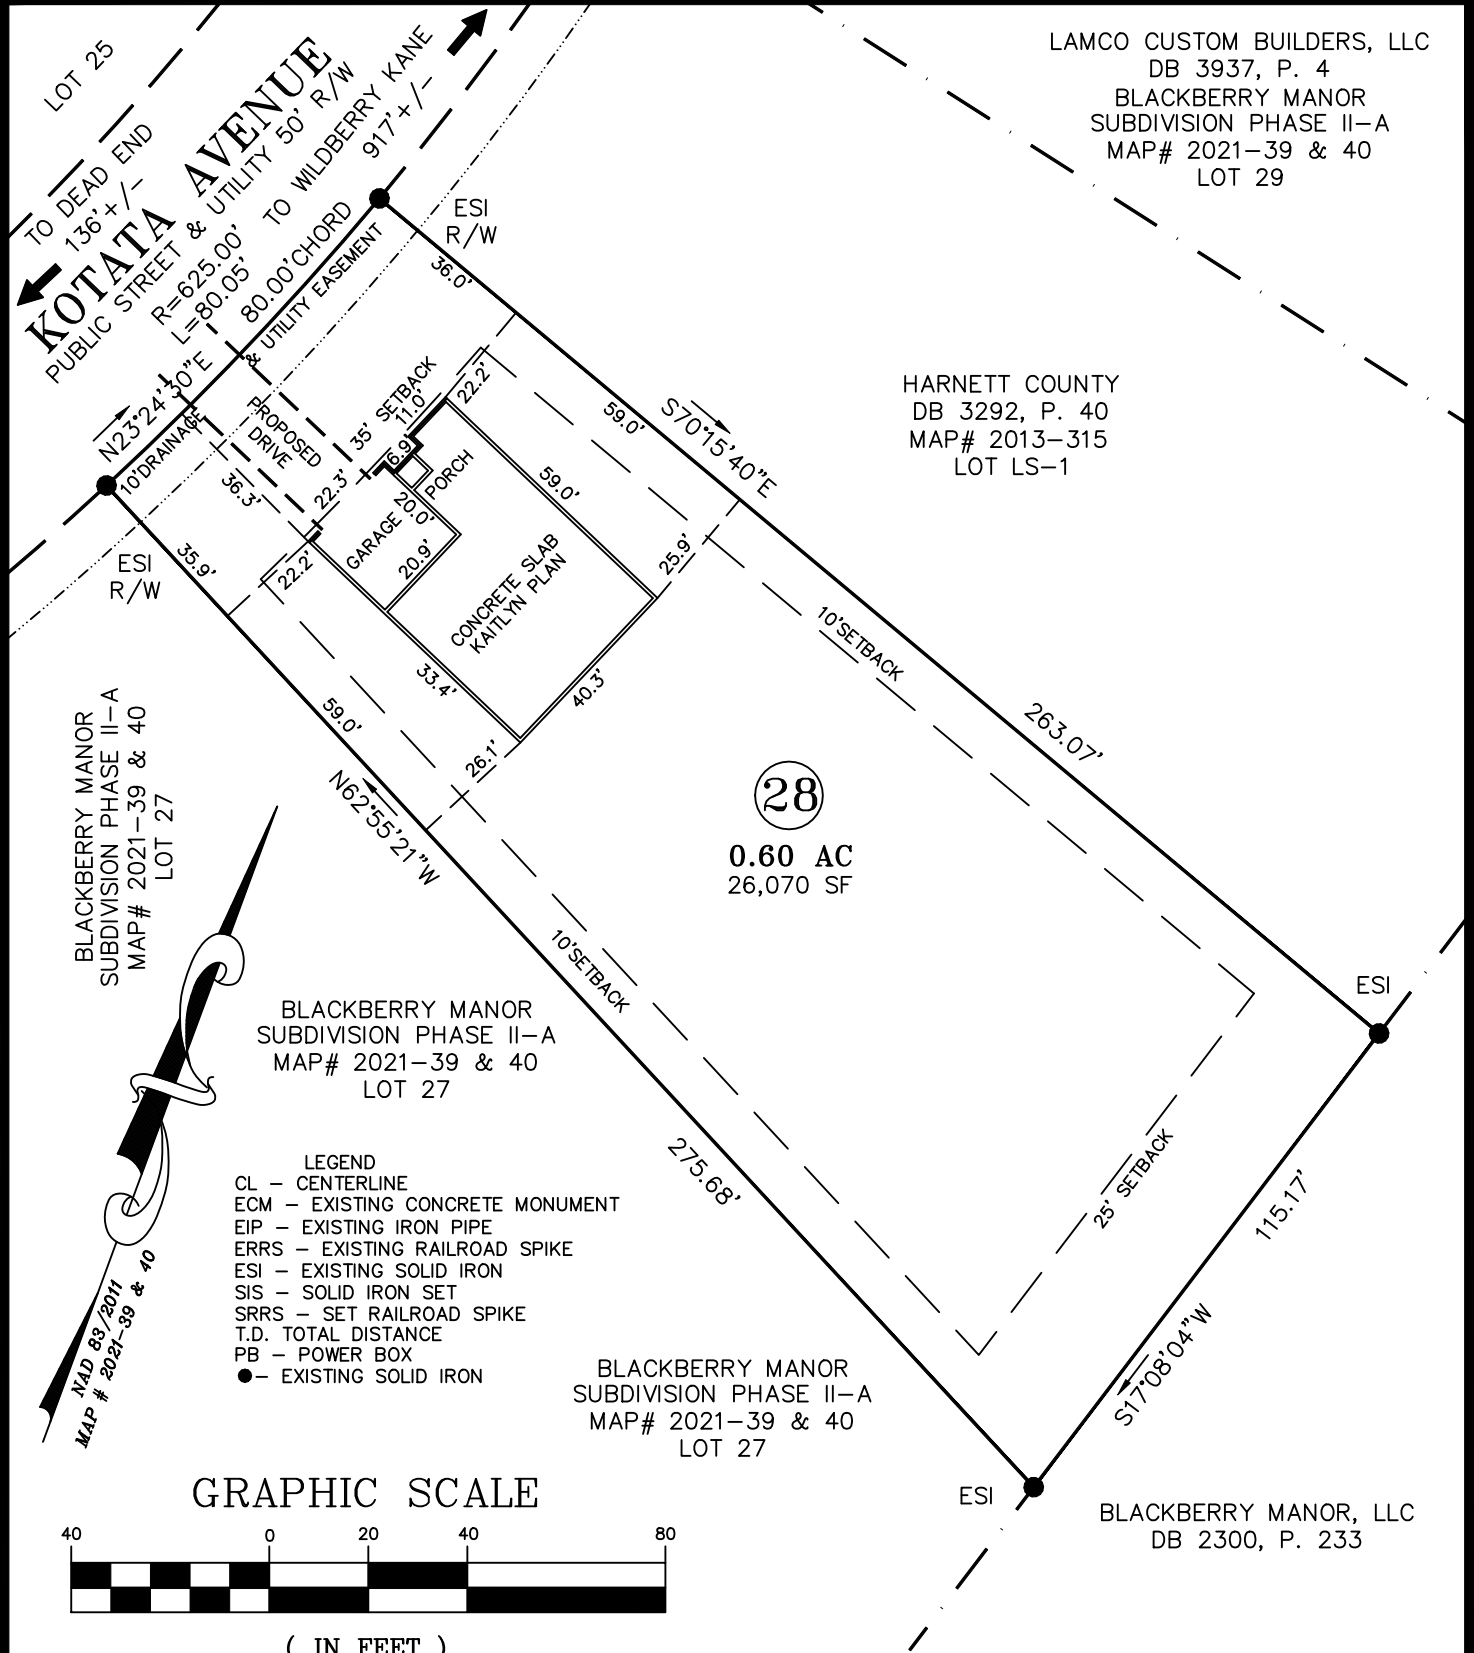 LOT 25
TO DEAD END
136'+/-
KOTATA AVENUE
PUBLIC STREET & UTILITY 50' R/W
R=625.00' TO WILDBERRY KANE
L=80.05' 917'+/-
80.00'CHORD
N23°24'30"E
10'DRAINAGE & UTILITY EASEMENT
ESI
R/W
LAMCO CUSTOM BUILDERS, LLC
DB 3937, P. 4
BLACKBERRY MANOR
SUBDIVISION PHASE II-A
MAP# 2021-39 & 40
LOT 29
36.0'
HARNETT COUNTY
DB 3292, P. 40
MAP# 2013-315
LOT LS-1
35' SETBACK
11.0'
22.2'
6.9'
59.0'
S70°15'40"E
PROPOSED
DRIVE
36.3'
22.3'
PORCH
20.0'
GARAGE
20.9'
59.0'
CONCRETE SLAB
KAITLYN PLAN
25.9'
ESI
R/W
35.9'
22.2'
33.4'
40.3'
26.1'
59.0'
10'SETBACK
263.07'
N62°55'21"W
28
0.60 AC
26,070 SF
BLACKBERRY MANOR
SUBDIVISION PHASE II-A
MAP# 2021-39 & 40
LOT 27
10'SETBACK
ESI
BLACKBERRY MANOR
SUBDIVISION PHASE II-A
MAP# 2021-39 & 40
LOT 27
275.68'
25' SETBACK
115.17'
S17°08'04"W
LEGEND
CL - CENTERLINE
ECM - EXISTING CONCRETE MONUMENT
EIP - EXISTING IRON PIPE
ERRS - EXISTING RAILROAD SPIKE
ESI - EXISTING SOLID IRON
SIS - SOLID IRON SET
SRRS - SET RAILROAD SPIKE
T.D. TOTAL DISTANCE
PB - POWER BOX
●- EXISTING SOLID IRON
NAD 83/2011
MAP # 2021-39 & 40
BLACKBERRY MANOR
SUBDIVISION PHASE II-A
MAP# 2021-39 & 40
LOT 27
ESI
BLACKBERRY MANOR, LLC
DB 2300, P. 233
GRAPHIC SCALE
40 0 20 40 80
( IN FEET )